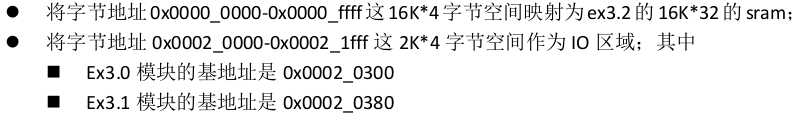 ● 将字节地址 0x0000_0000-0x0000_ffff 这 16K*4 字节空间映射为 ex3.2 的 16K*32 的 sram；
● 将字节地址 0x0002_0000-0x0002_1fff 这 2K*4 字节空间作为 IO 区域；其中
■ Ex3.0 模块的基地址是 0x0002_0300
■ Ex3.1 模块的基地址是 0x0002_0380